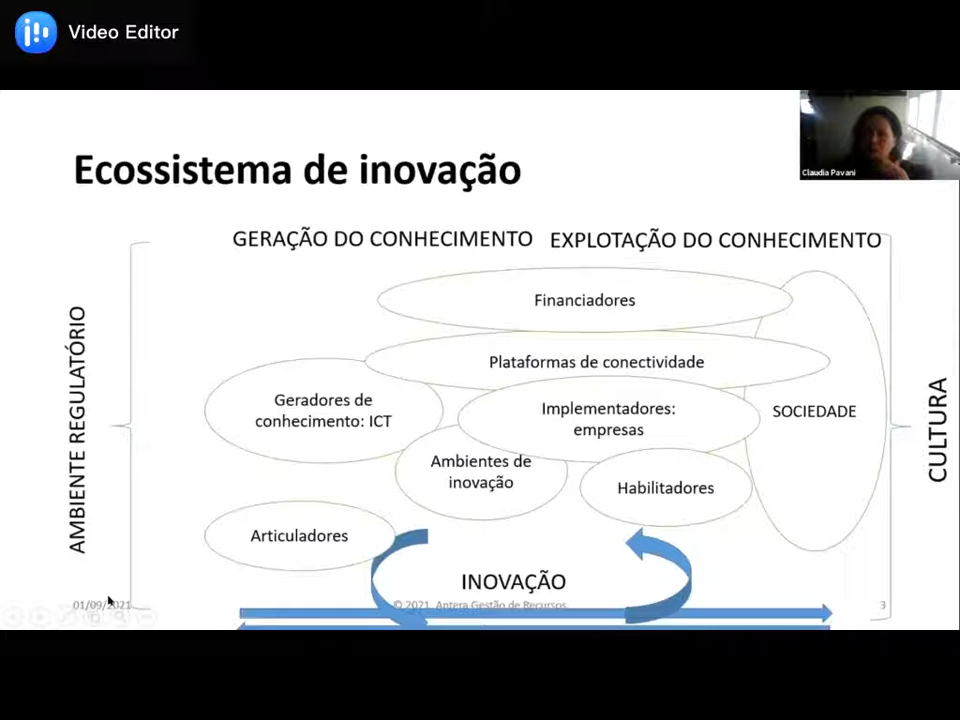 Video Editor
Claudia Pavani
Ecossistema de inovação
GERAÇÃO DO CONHECIMENTO
EXPLOTAÇÃO DO CONHECIMENTO
AMBIENTE REGULATÓRIO
Financiadores
Plataformas de conectividade
Geradores de
conhecimento: ICT
Implementadores:
empresas
SOCIEDADE
CULTURA
Ambientes de
inovação
Habilitadores
Articuladores
INOVAÇÃO
01/09/2021
© 2021 Antera Gestão de Recursos
3